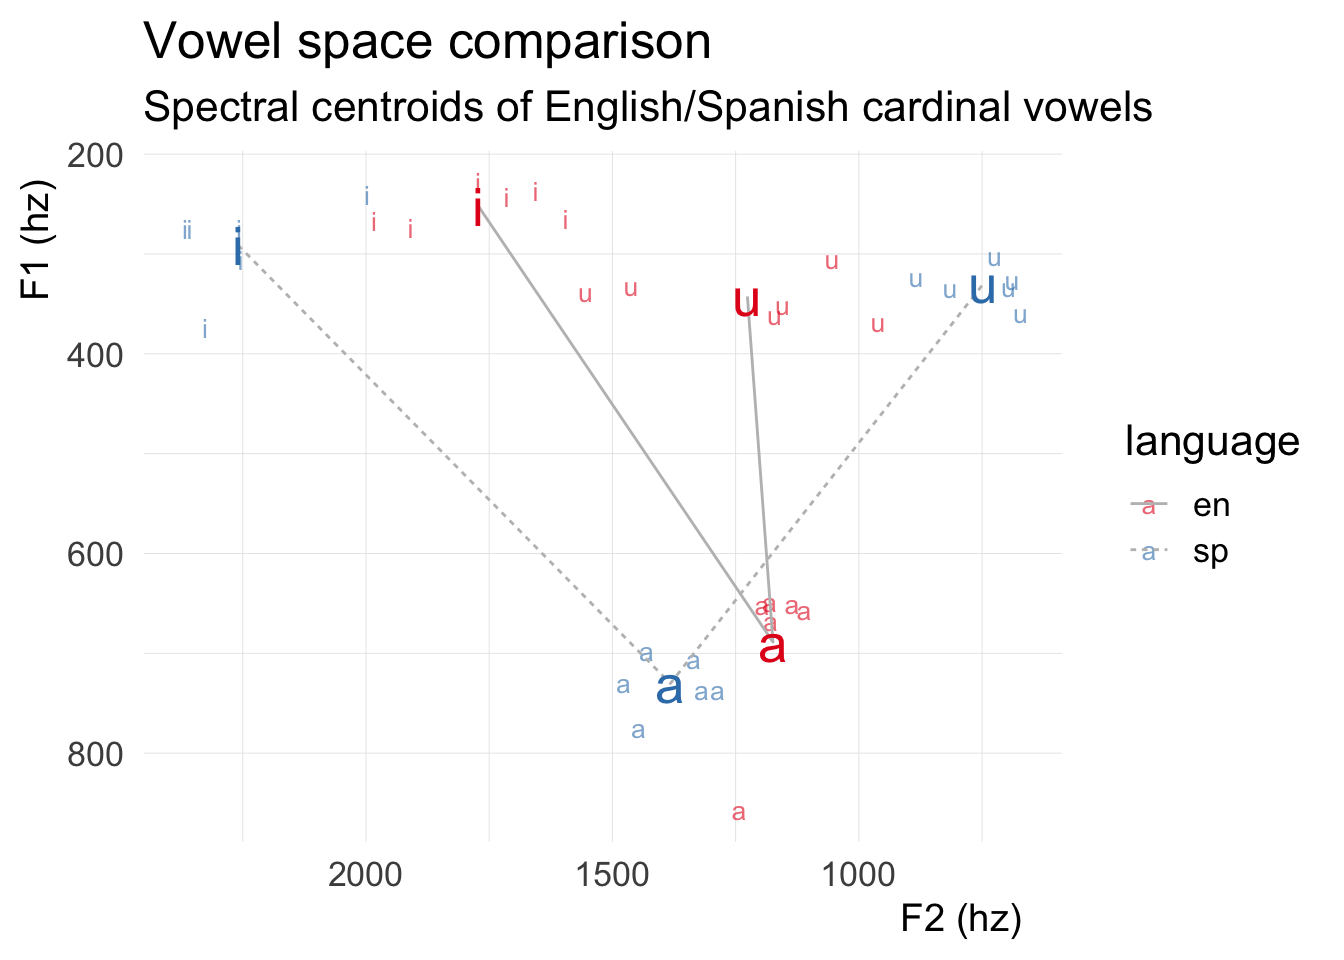 Vowel space comparison
Spectral centroids of English/Spanish cardinal vowels
F1 (hz)
200
400
600
800
i i i i i i i
i i i i i i i
u u u u u u u
u u u u u u u
a a a a a a a
a a a a a a a
2000 1500 1000
F2 (hz)
language
a en
a sp